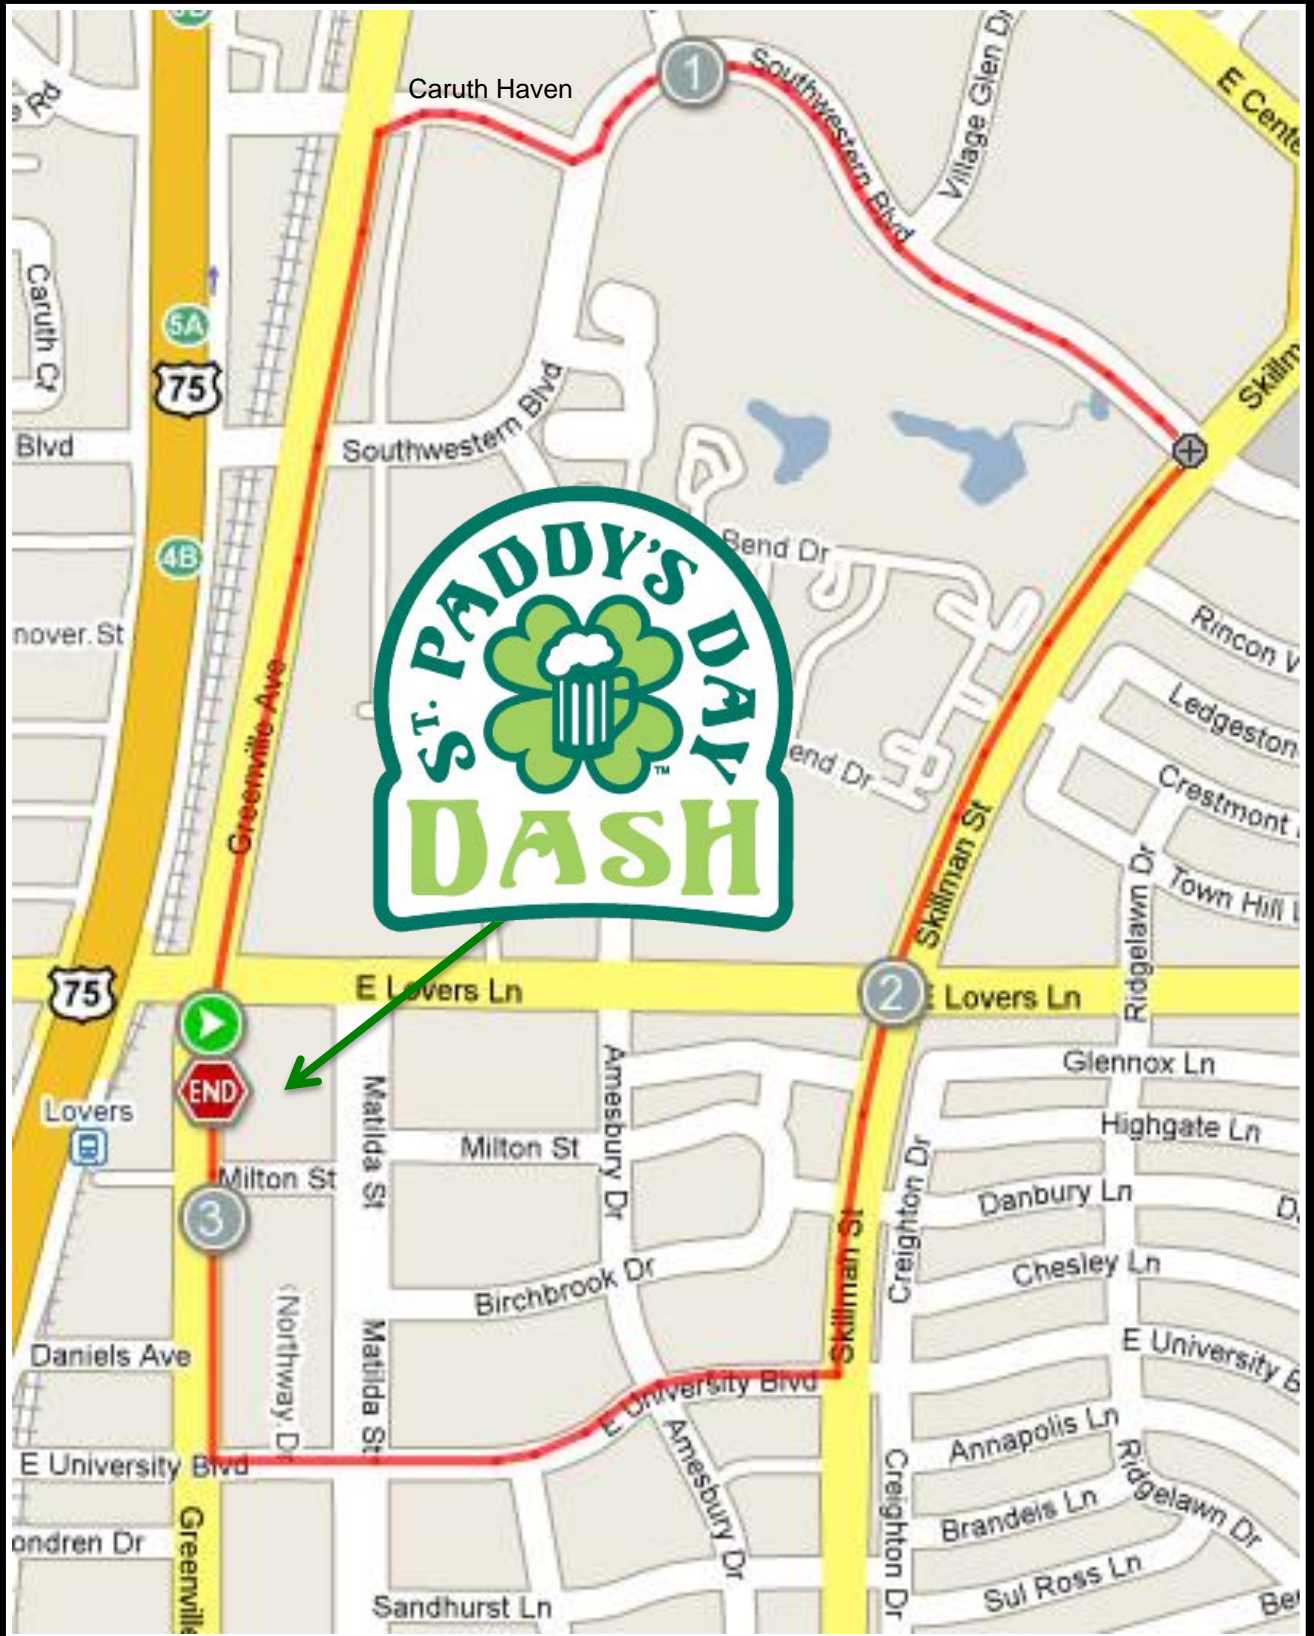 Caruth Haven
1
Southwestern Blvd
Village Glen Dr
E Cente
Rd
Caruth Ct
5A
75
Blvd
Southwestern Blvd
Skillm
4B
Bend Dr
nover St
Rincon
Ledgeston
Crestmont
Town Hill
end Dr
Greenville Ave
ST. PADDY'S DAY
DASH
TM
Skillman St
Ridgelawn Dr
75
E Lovers Ln
2
E Lovers Ln
END
Lovers
Glennox Ln
Matilda St
Amesbury Dr
Milton St
Highgate Ln
Milton St
Creighton Dr
Danbury Ln
D
3
Skillman St
Chesley Ln
Birchbrook Dr
Northway Dr
Daniels Ave
Matilda St
E University B
E University Blvd
Annapolis Ln
E University Blvd
Amesbury Dr
Creighton Dr
Ridgelawn Dr
Brandeis Ln
Greenville
ondren Dr
Sul Ross Ln
Sandhurst Ln
Be